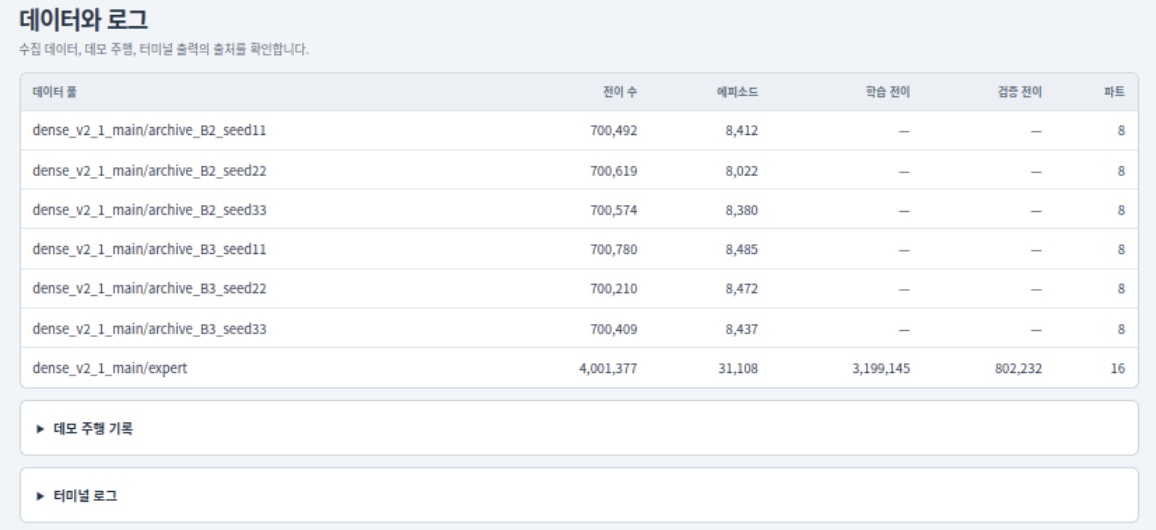 데이터와 로그
수집 데이터, 데모 주행, 터미널 출력의 출처를 확인합니다.
데이터 풀 전이 수 에피소드 학습 전이 검증 전이 파트
dense_v2_1_main/archive_B2_seed11 700,492 8,412 — — 8
dense_v2_1_main/archive_B2_seed22 700,619 8,022 — — 8
dense_v2_1_main/archive_B2_seed33 700,574 8,380 — — 8
dense_v2_1_main/archive_B3_seed11 700,780 8,485 — — 8
dense_v2_1_main/archive_B3_seed22 700,210 8,472 — — 8
dense_v2_1_main/archive_B3_seed33 700,409 8,437 — — 8
dense_v2_1_main/expert 4,001,377 31,108 3,199,145 802,232 16
▶ 데모 주행 기록
▶ 터미널 로그